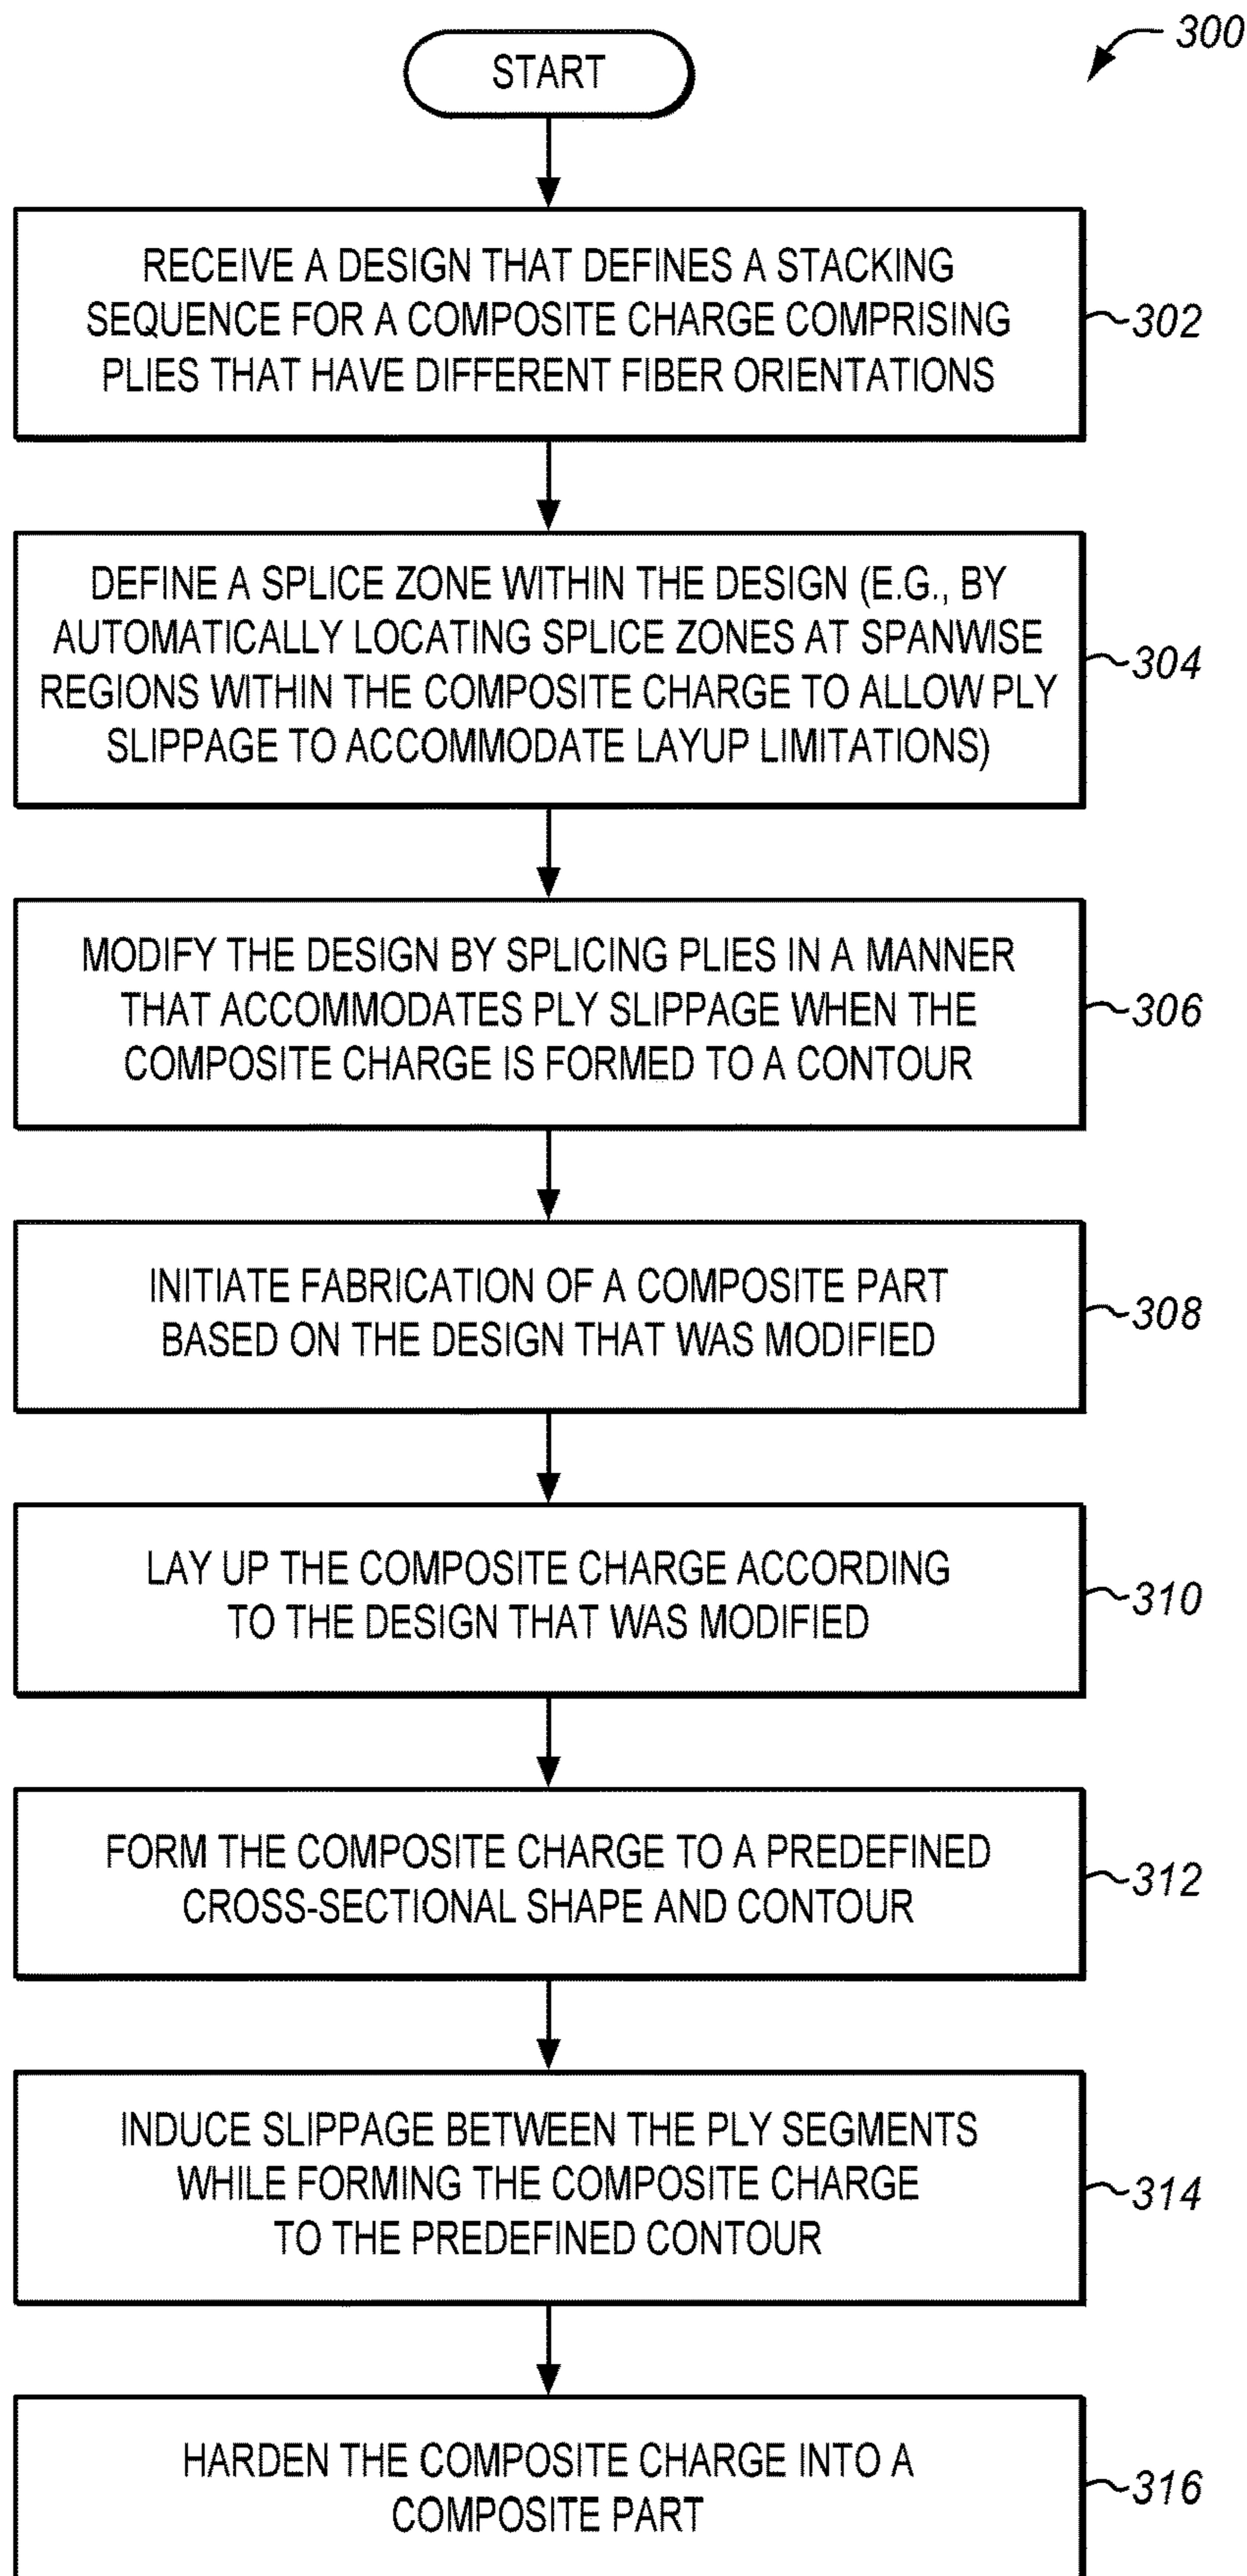 300
START
RECEIVE A DESIGN THAT DEFINES A STACKING
SEQUENCE FOR A COMPOSITE CHARGE COMPRISING
PLIES THAT HAVE DIFFERENT FIBER ORIENTATIONS
302
DEFINE A SPLICE ZONE WITHIN THE DESIGN (E.G., BY
AUTOMATICALLY LOCATING SPLICE ZONES AT SPANWISE
REGIONS WITHIN THE COMPOSITE CHARGE TO ALLOW PLY
SLIPPAGE TO ACCOMMODATE LAYUP LIMITATIONS)
304
MODIFY THE DESIGN BY SPLICING PLIES IN A MANNER
THAT ACCOMMODATES PLY SLIPPAGE WHEN THE
COMPOSITE CHARGE IS FORMED TO A CONTOUR
306
INITIATE FABRICATION OF A COMPOSITE PART
BASED ON THE DESIGN THAT WAS MODIFIED
308
LAY UP THE COMPOSITE CHARGE ACCORDING
TO THE DESIGN THAT WAS MODIFIED
310
FORM THE COMPOSITE CHARGE TO A PREDEFINED
CROSS-SECTIONAL SHAPE AND CONTOUR
312
INDUCE SLIPPAGE BETWEEN THE PLY SEGMENTS
WHILE FORMING THE COMPOSITE CHARGE
TO THE PREDEFINED CONTOUR
314
HARDEN THE COMPOSITE CHARGE INTO A
COMPOSITE PART
316